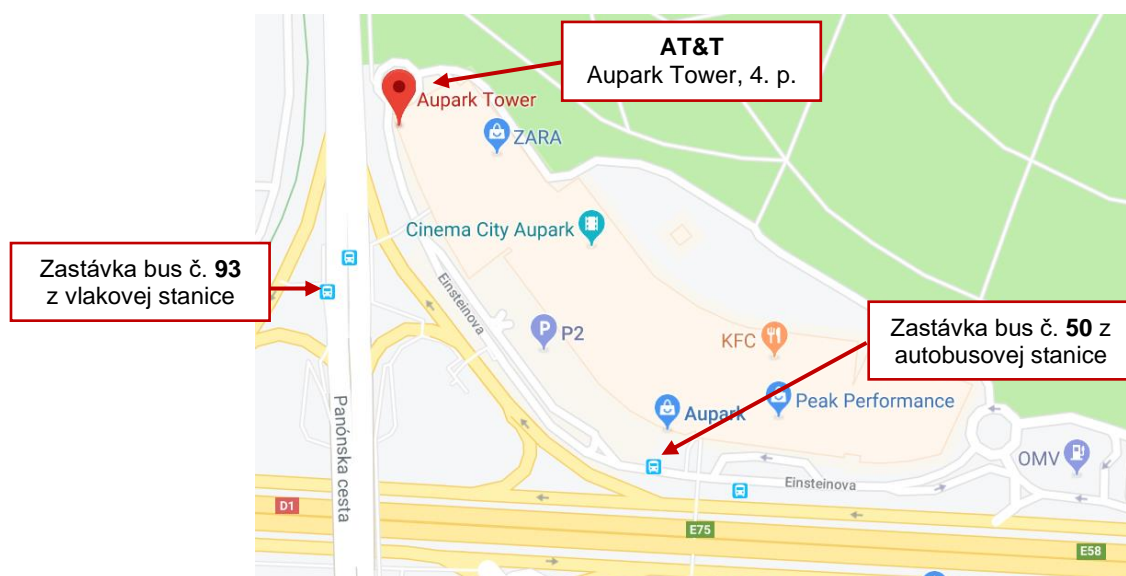 AT&T
Aupark Tower, 4. p.
Aupark Tower
ZARA
Cinema City Aupark
Zastávka bus č. 93
z vlakovej stanice
Einsteinova
P P2
KFC
Zastávka bus č. 50 z
autobusovej stanice
Peak Performance
Aupark
Panónska cesta
OMV
Einsteinova
D1
E75
E58